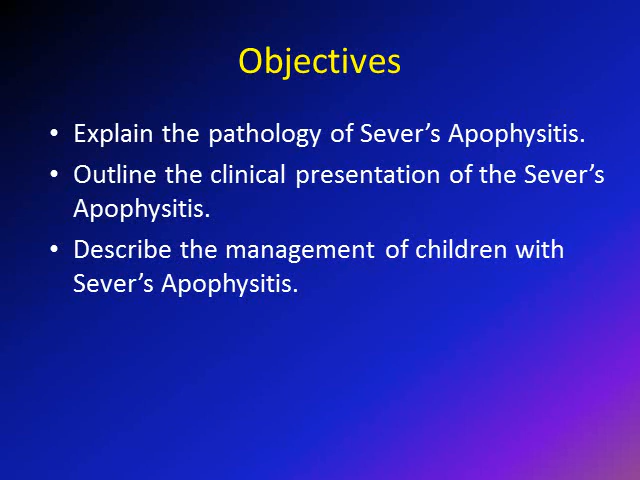 Objectives
• Explain the pathology of Sever’s Apophysitis.
• Outline the clinical presentation of the Sever’s
Apophysitis.
• Describe the management of children with
Sever’s Apophysitis.